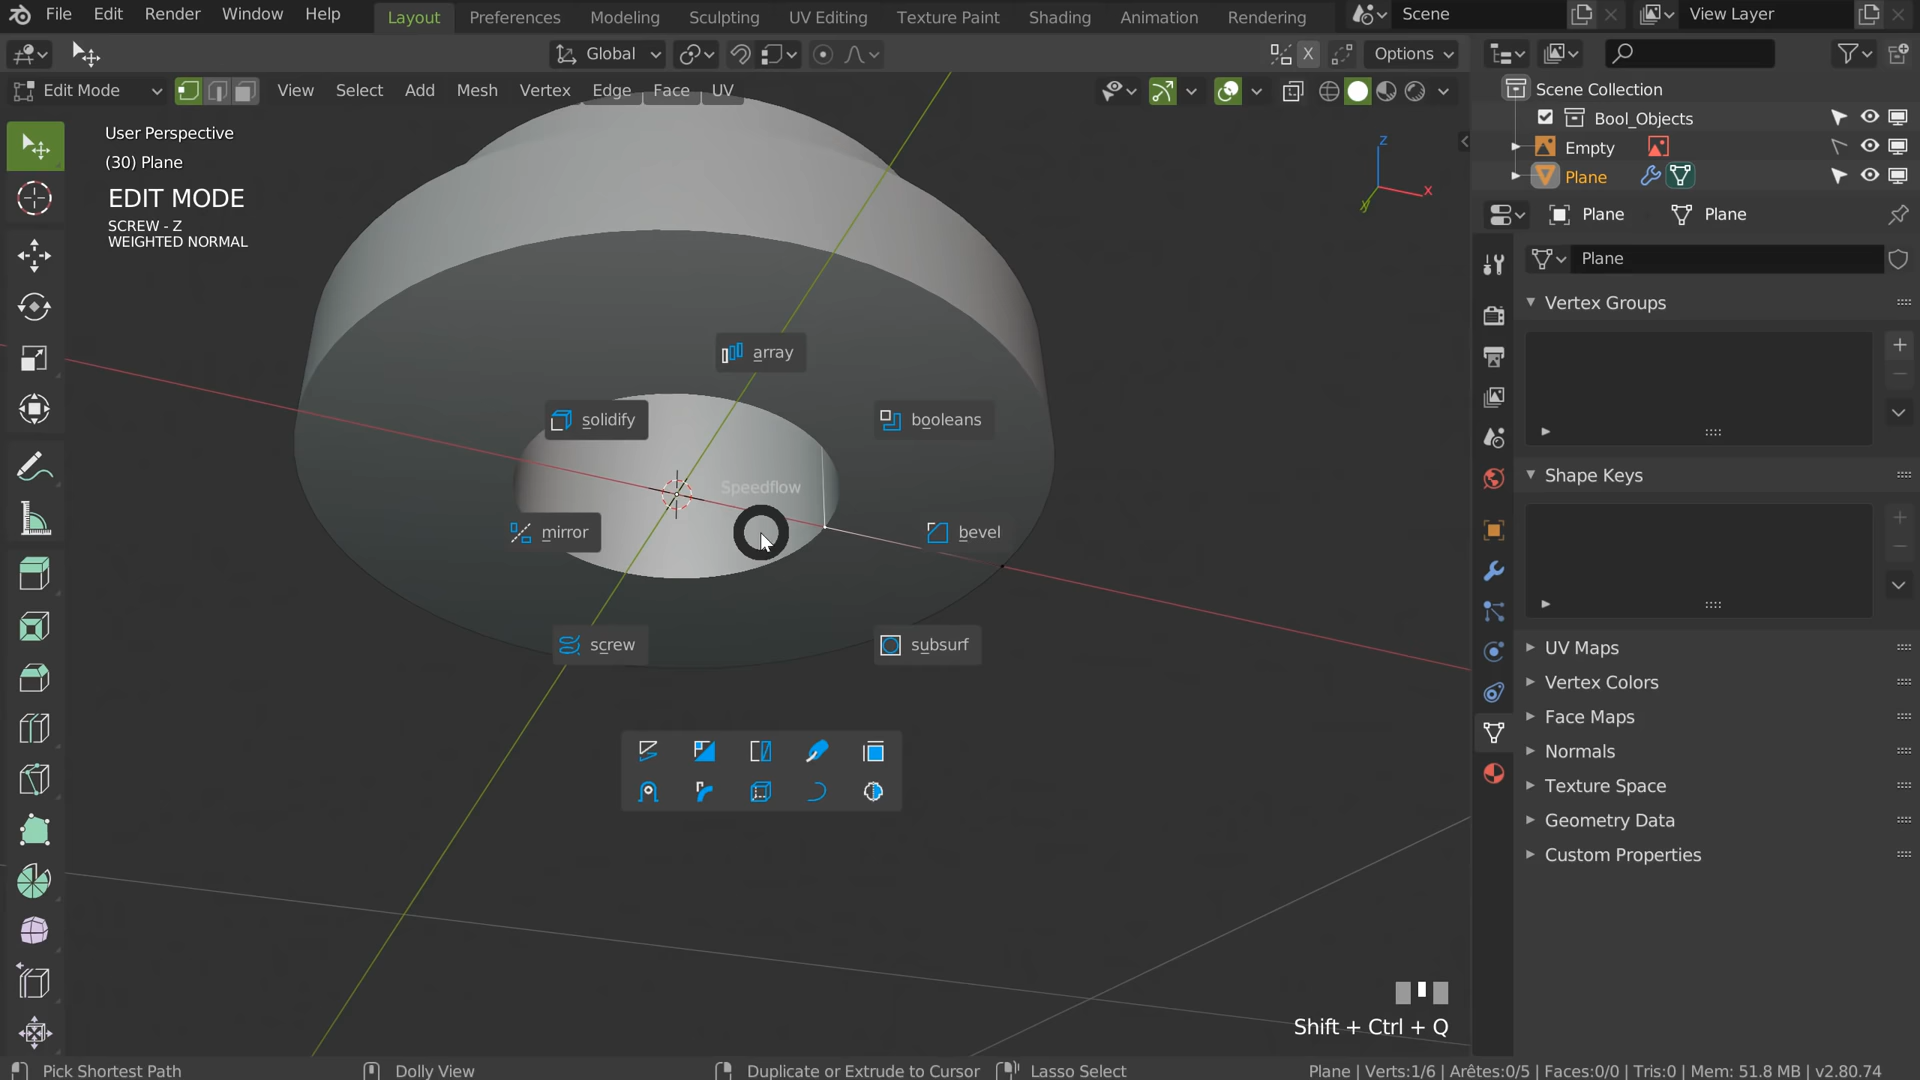 File Edit Render Window Help Layout Preferences Modeling Sculpting UV Editing Texture Paint Shading Animation Rendering Scene View Layer
Global X Options
Edit Mode View Select Add Mesh Vertex Edge Face UV
User Perspective
(30) Plane
EDIT MODE
SCREW - Z
WEIGHTED NORMAL
z
x
y
array
solidify
booleans
Speedflow
mirror
bevel
screw
subsurf
Shift + Ctrl + Q
Scene Collection
Bool_Objects
Empty
Plane
Plane Plane
Plane
Vertex Groups
Shape Keys
UV Maps
Vertex Colors
Face Maps
Normals
Texture Space
Geometry Data
Custom Properties
Pick Shortest Path Dolly View Duplicate or Extrude to Cursor Lasso Select Plane | Verts:1/6 | Arêtes:0/5 | Faces:0/0 | Tris:0 | Mem: 51.8 MB | v2.80.74